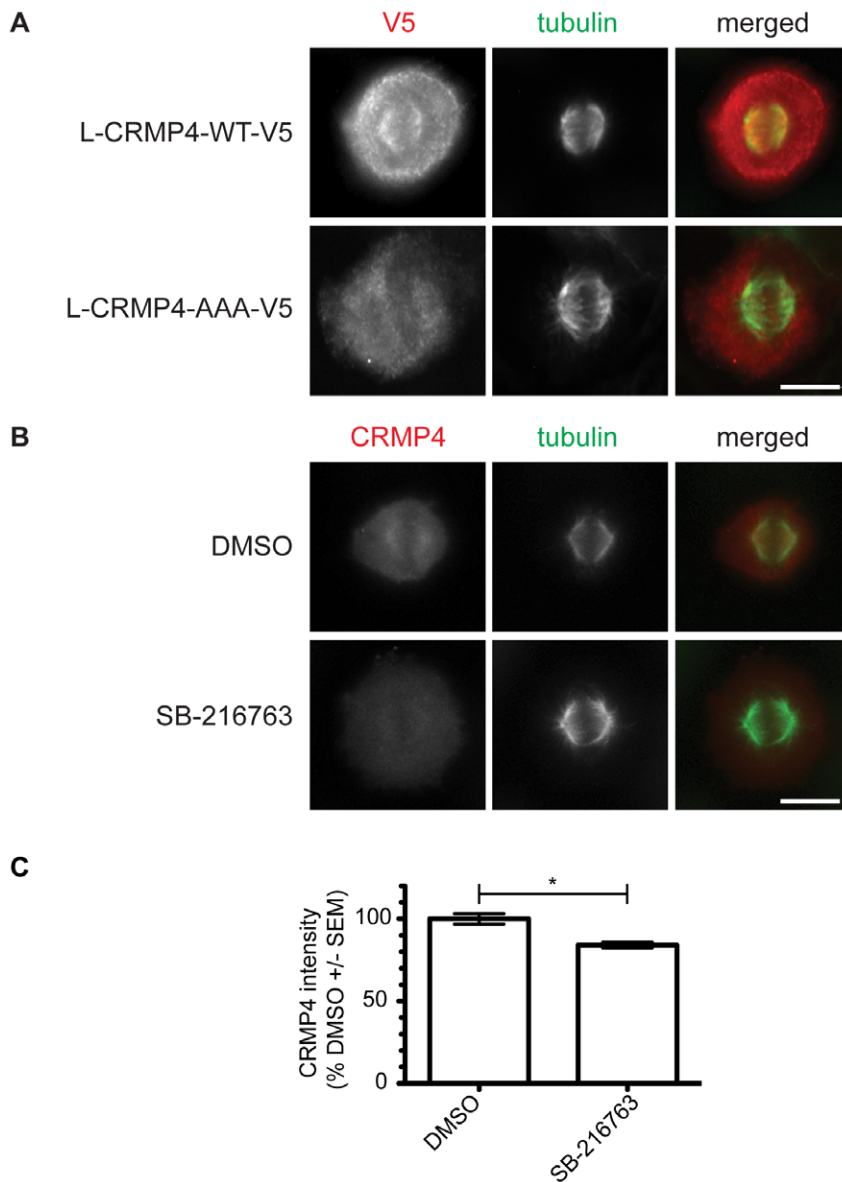 A
V5 tubulin merged
L-CRMP4-WT-V5
L-CRMP4-AAA-V5
B
CRMP4 tubulin merged
DMSO
SB-216763
C
*
CRMP4 intensity
(% DMSO +/- SEM)
100
50
0
DMSO
SB-216763